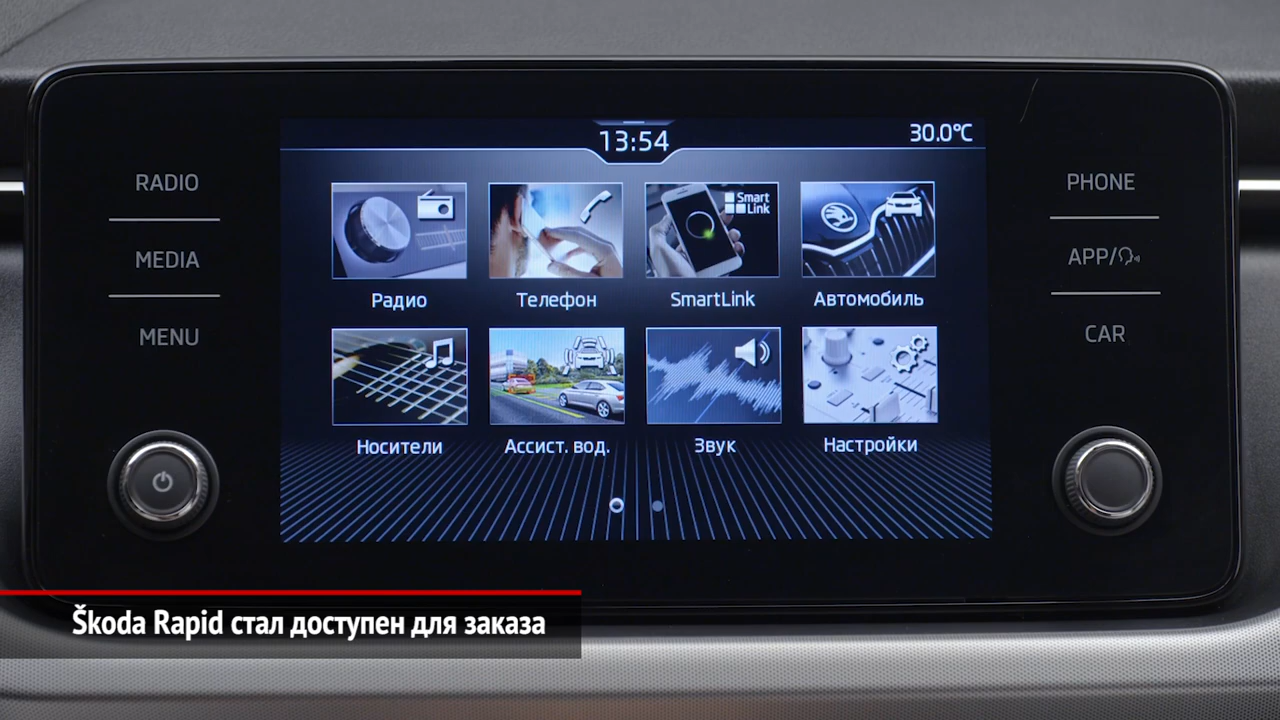 13:54
30.0°C
RADIO
MEDIA
MENU
PHONE
APP/
CAR
Smart
Link
Радио
Телефон
SmartLink
Автомобиль
Носители
Ассист. вод.
Звук
Настройки
Škoda Rapid стал доступен для заказа